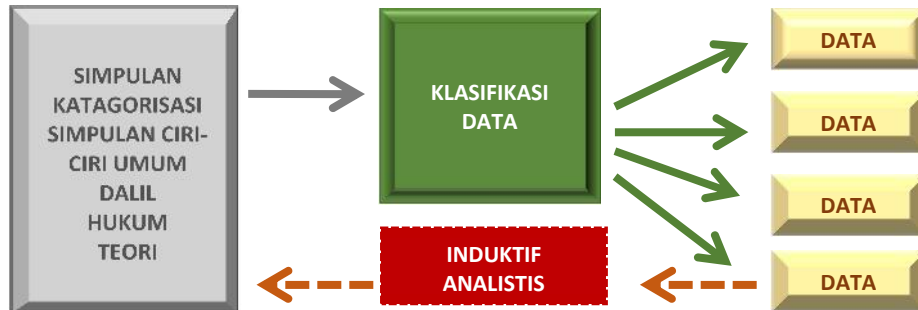 SIMPULAN
KATAGORISASI
SIMPULAN CIRI-
CIRI UMUM
DALIL
HUKUM
TEORI
KLASIFIKASI
DATA
INDUKTIF
ANALISTIS
DATA
DATA
DATA
DATA